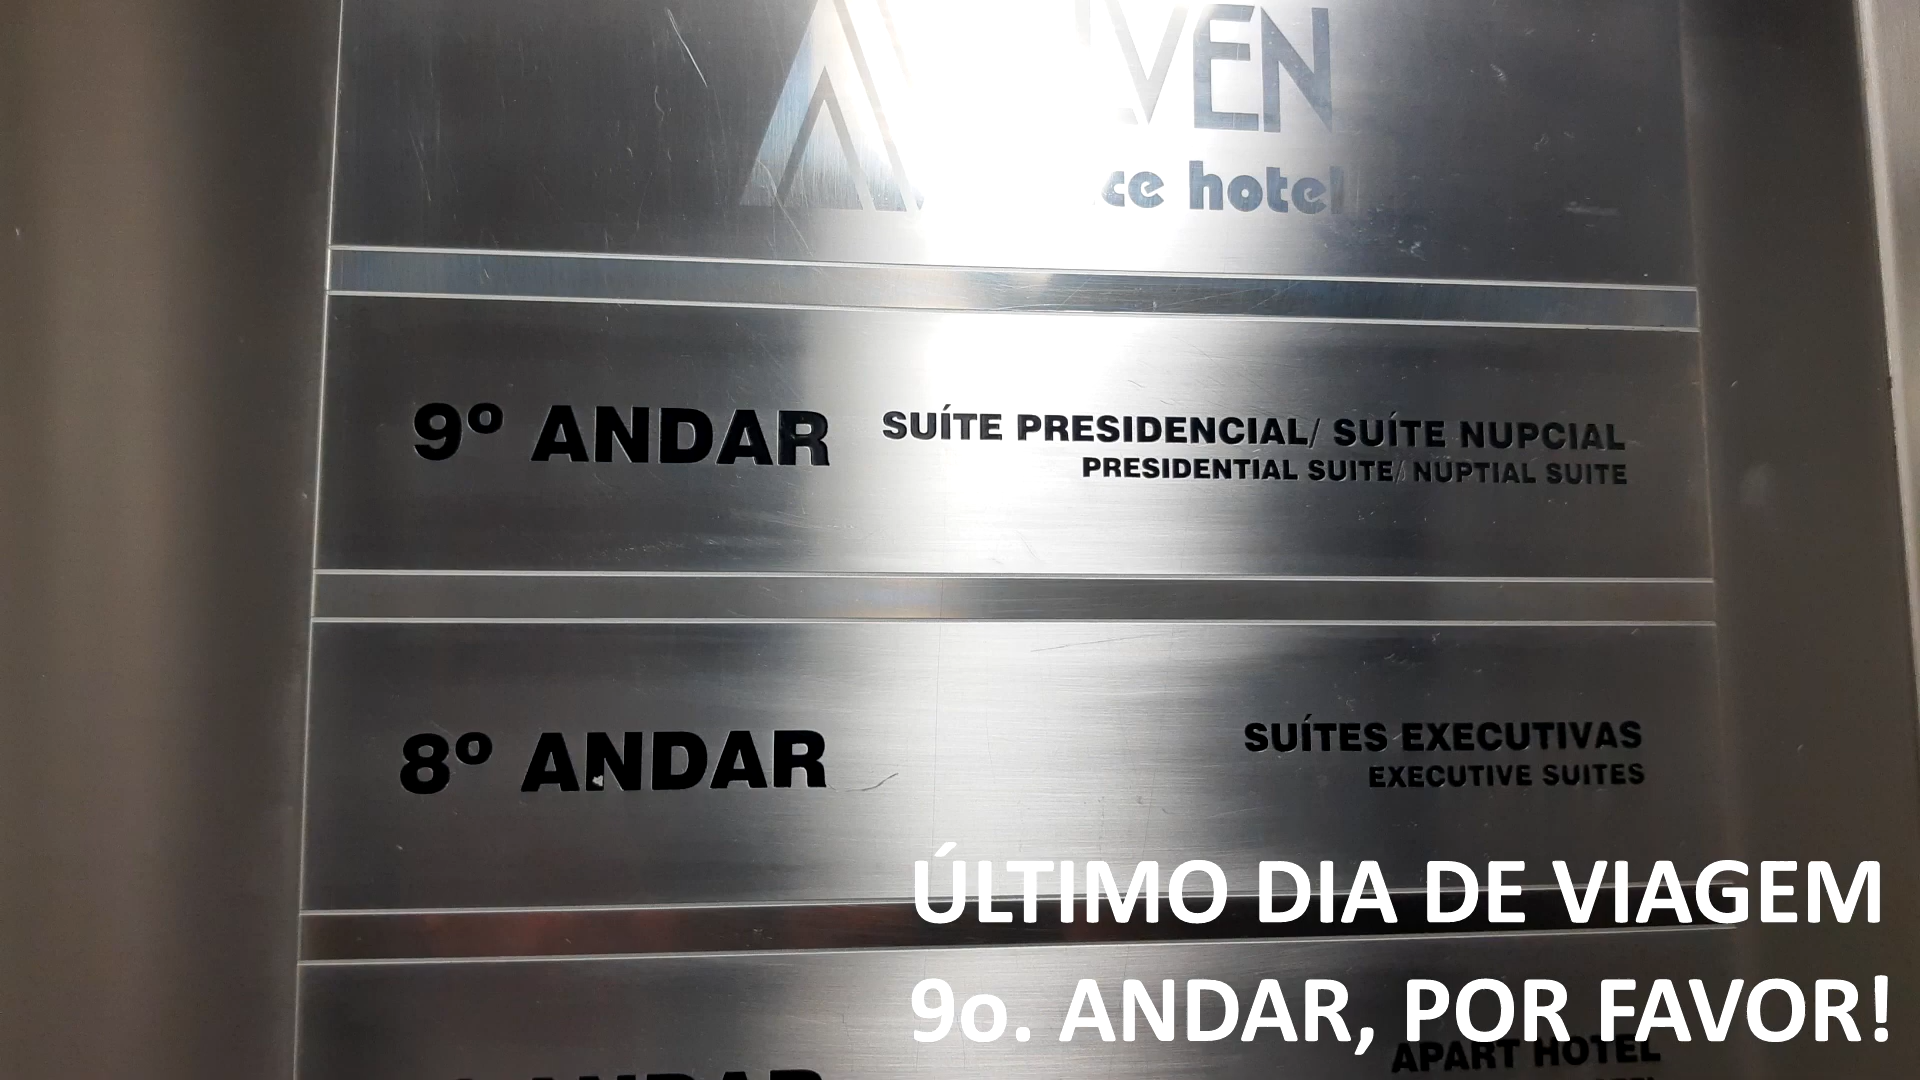 VEN
hotel
9º ANDAR SUÍTE PRESIDENCIAL/ SUÍTE NUPCIAL
PRESIDENTIAL SUITE/ NUPTIAL SUITE
8º ANDAR SUÍTES EXECUTIVAS
EXECUTIVE SUITES
ÚLTIMO DIA DE VIAGEM
9o. ANDAR, POR FAVOR!
APART HOTEL